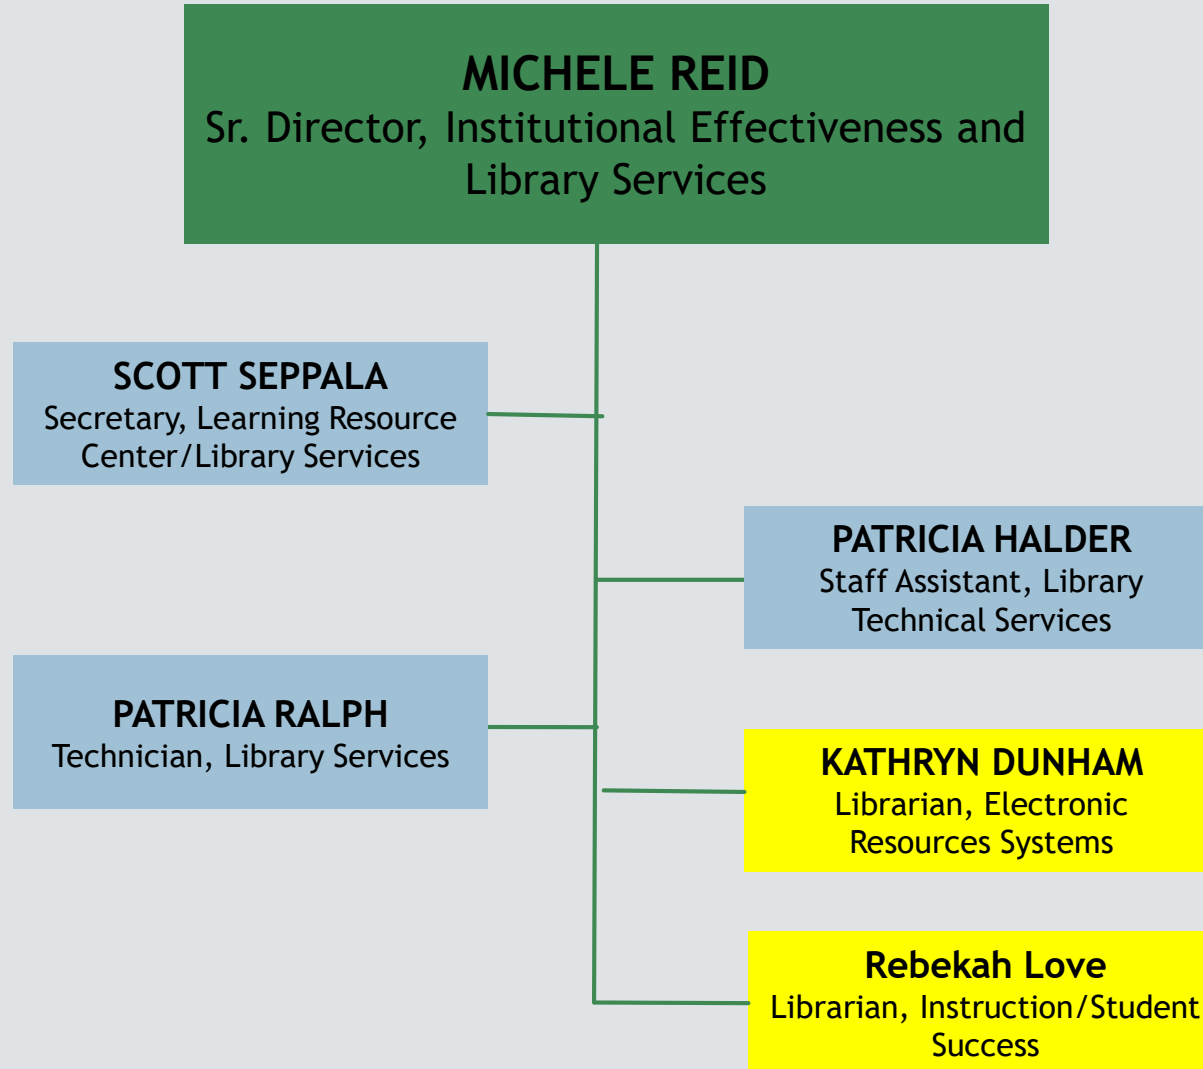 MICHELE REID
Sr. Director, Institutional Effectiveness and
Library Services
SCOTT SEPPALA
Secretary, Learning Resource
Center/Library Services
PATRICIA HALDER
Staff Assistant, Library
Technical Services
PATRICIA RALPH
Technician, Library Services
KATHRYN DUNHAM
Librarian, Electronic
Resources Systems
Rebekah Love
Librarian, Instruction/Student
Success